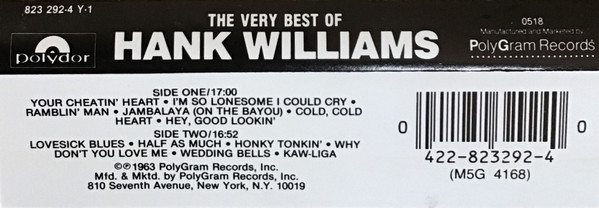 823 292-4 Y-1
polydor
THE VERY BEST OF
HANK WILLIAMS
0518
Manufactured and Marketed by
PolyGram Records
SIDE ONE/17:00
YOUR CHEATIN' HEART • I'M SO LONESOME I COULD CRY •
RAMBLIN' MAN • JAMBALAYA (ON THE BAYOU) • COLD, COLD
HEART • HEY, GOOD LOOKIN'
SIDE TWO/16:52
LOVESICK BLUES • HALF AS MUCH • HONKY TONKIN' • WHY
DON'T YOU LOVE ME • WEDDING BELLS • KAW-LIGA
©℗1963 PolyGram Records, Inc.
Mfd. & Mktd. by PolyGram Records, Inc.
810 Seventh Avenue, New York, N.Y. 10019
0 0
422-823292-4
(M5G 4168)